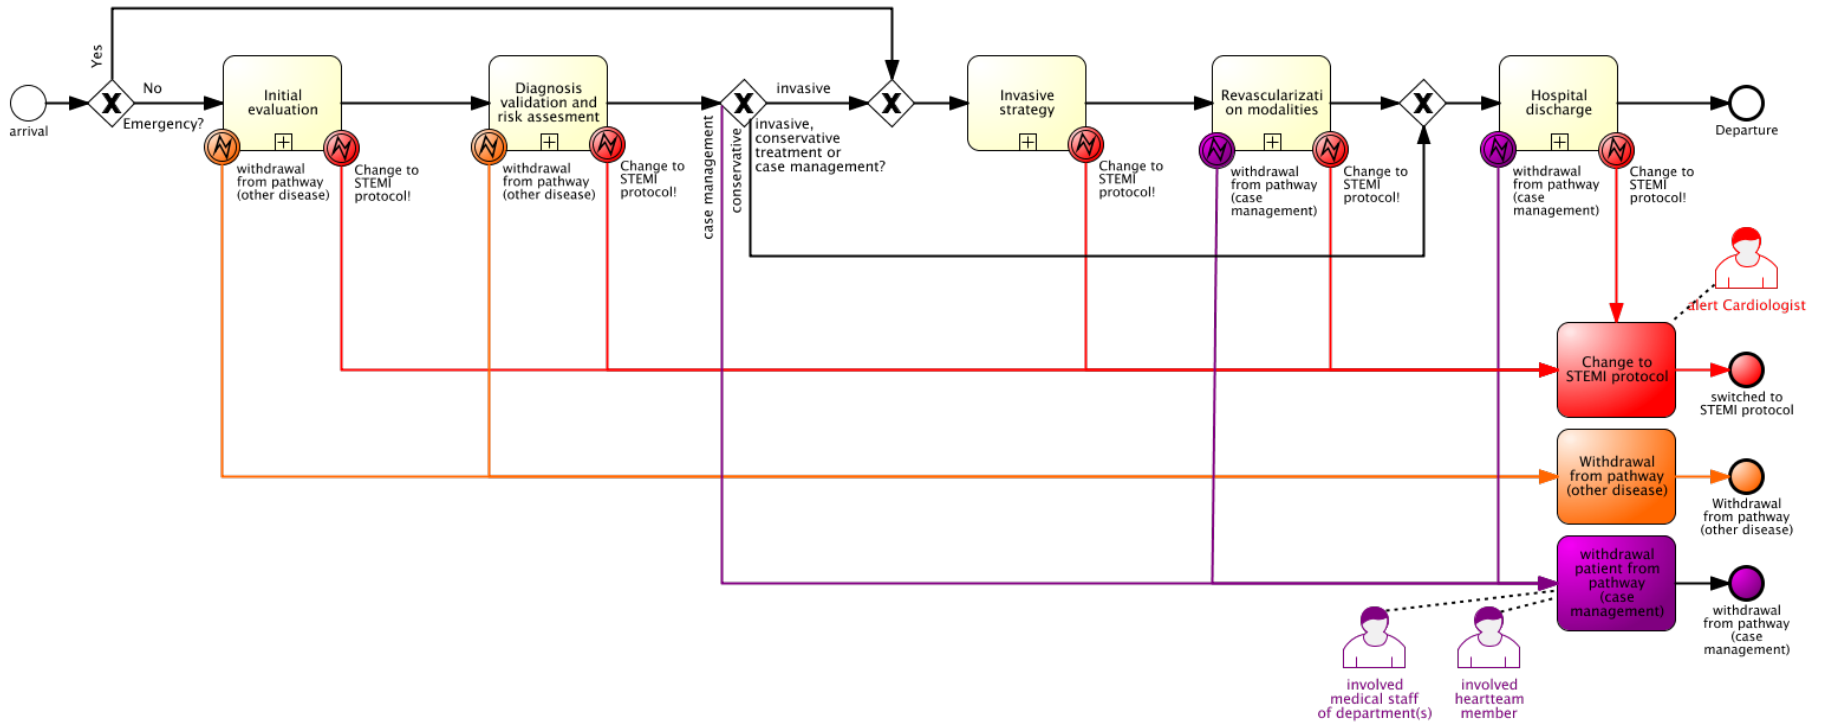 Yes
No
Emergency?
arrival
Initial
evaluation
withdrawal
from pathway
(other disease)
Change to
STEMI
protocol!
Diagnosis
validation and
risk assesment
withdrawal
from pathway
(other disease)
Change to
STEMI
protocol!
case management
conservative
invasive
invasive,
conservative
treatment or
case management?
Invasive
strategy
Change to
STEMI
protocol!
Revascularizati
on modalities
withdrawal
from pathway
(case
management)
Change to
STEMI
protocol!
Hospital
discharge
withdrawal
from pathway
(case
management)
Change to
STEMI
protocol!
Departure
alert Cardiologist
Change to
STEMI protocol
switched to
STEMI protocol
Withdrawal
from pathway
(other disease)
Withdrawal
from pathway
(other disease)
withdrawal
patient from
pathway
(case
management)
withdrawal
from pathway
(case
management)
involved
medical staff
of department(s)
involved
heartteam
member